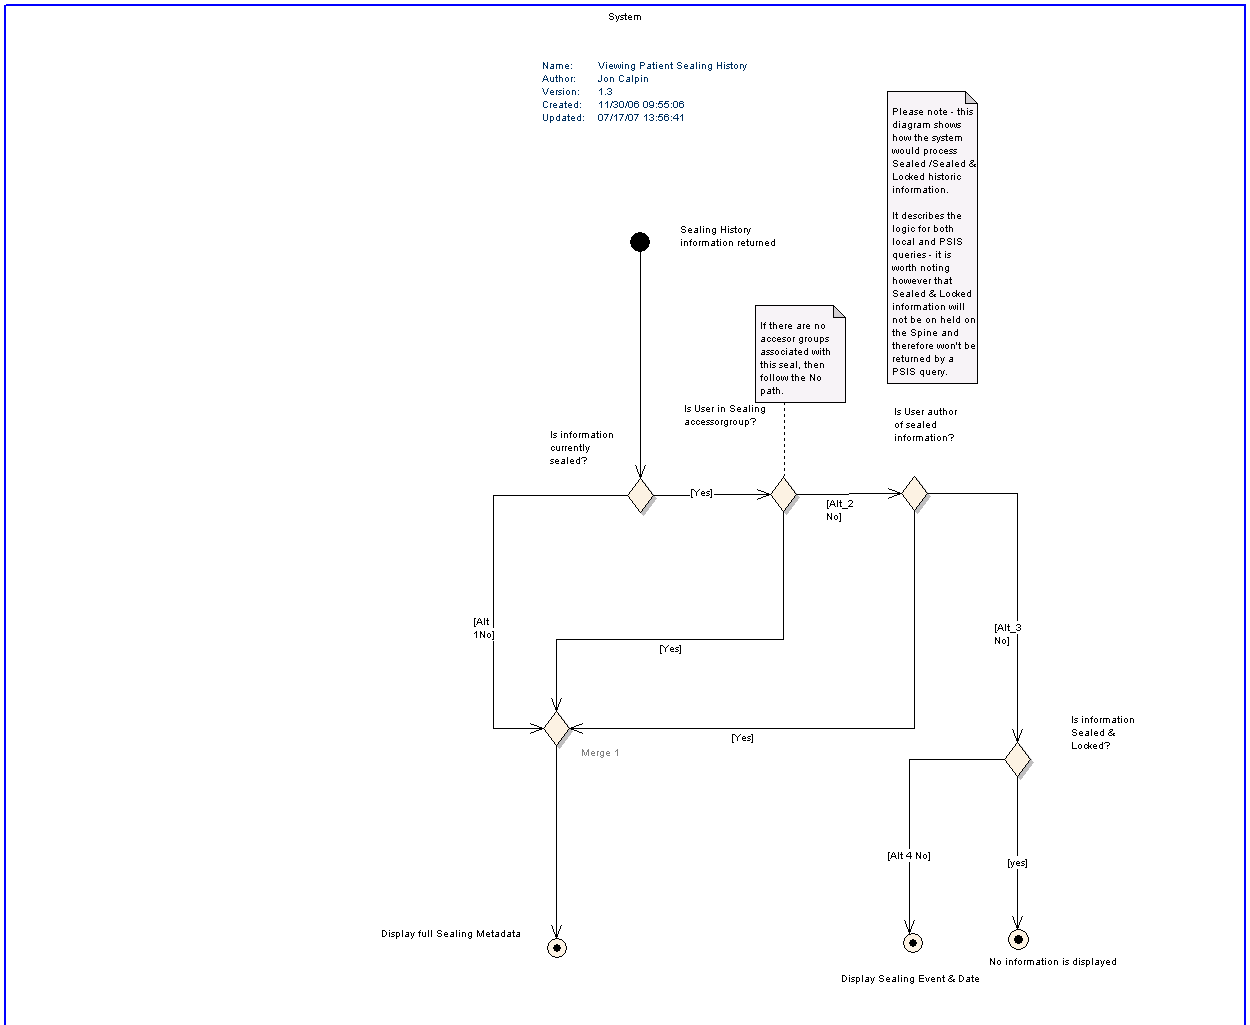 System
Name: Viewing Patient Sealing History
Author: Jon Calpin
Version: 1.3
Created: 11/30/06 09:55:06
Updated: 07/17/07 13:56:41
Please note - this
diagram shows
how the system
would process
Sealed /Sealed &
Locked historic
information.
It describes the
logic for both
local and PSIS
queries - it is
worth noting
however that
Sealed & Locked
information will
not be on held on
the Spine and
therefore won't be
returned by a
PSIS query.
Sealing History
information returned
If there are no
accesor groups
associated with
this seal, then
follow the No
path.
Is User in Sealing
accessorgroup?
Is User author
of sealed
information?
Is information
currently
sealed?
[Yes]
[Alt_2
No]
[Alt
1No]
[Alt_3
No]
[Yes]
[Yes]
Merge 1
Is information
Sealed &
Locked?
[Alt 4 No]
[yes]
Display full Sealing Metadata
No information is displayed
Display Sealing Event & Date